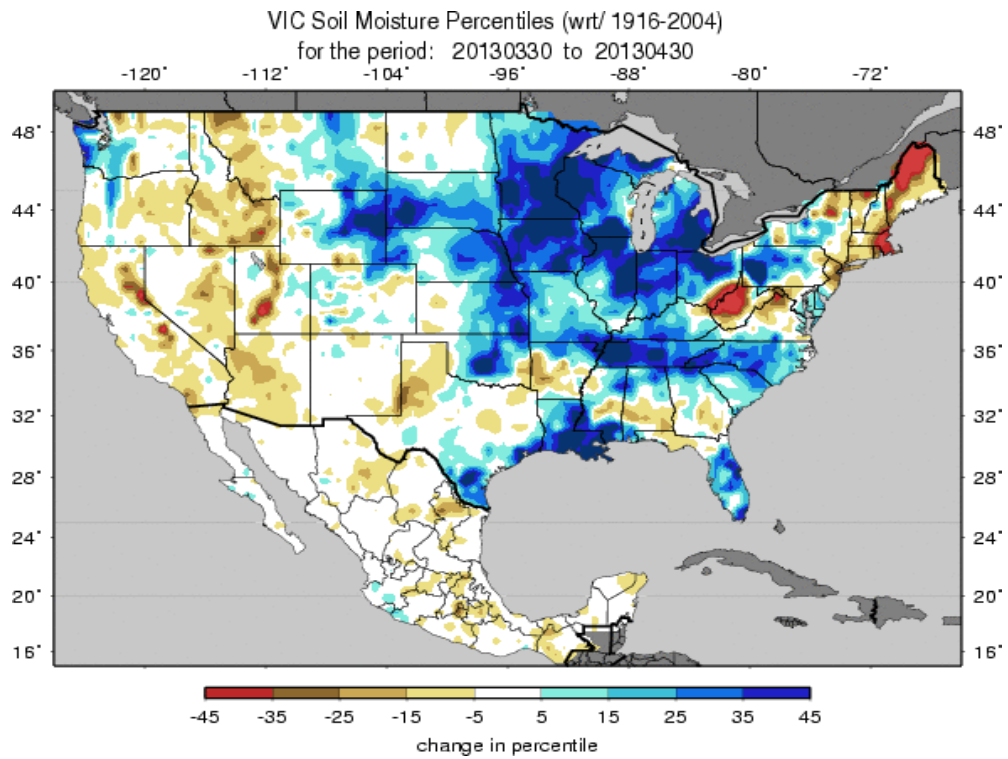 VIC Soil Moisture Percentiles (wrt/ 1916-2004)
for the period: 20130330 to 20130430
-120° -112° -104° -96° -88° -80° -72°
48° 48°
44° 44°
40° 40°
36° 36°
32° 32°
28° 28°
24° 24°
20° 20°
16° 16°
-45 -35 -25 -15 -5 5 15 25 35 45
change in percentile